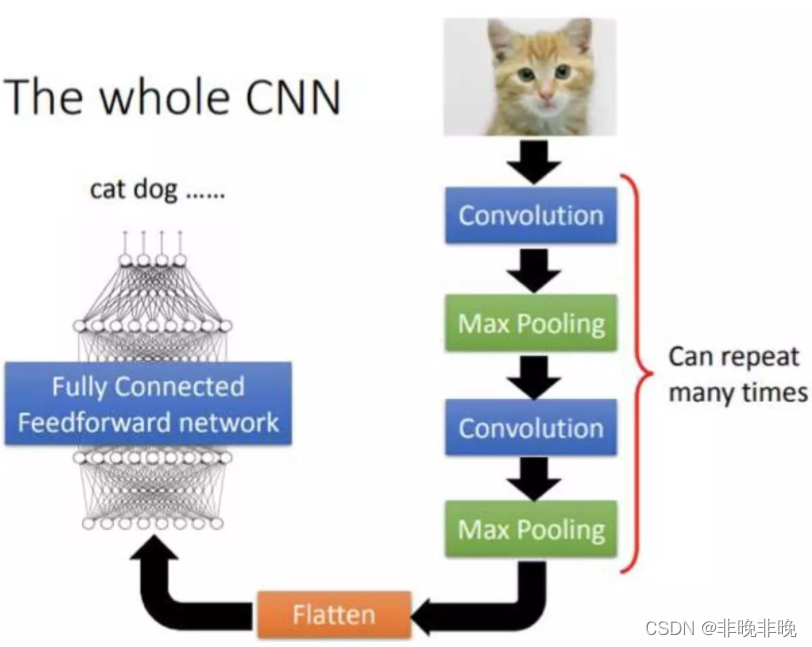 The whole CNN
cat dog ……
Convolution
Max Pooling
Convolution
Max Pooling
Can repeat
many times
Flatten
Fully Connected
Feedforward network
CSDN @非晚非晚